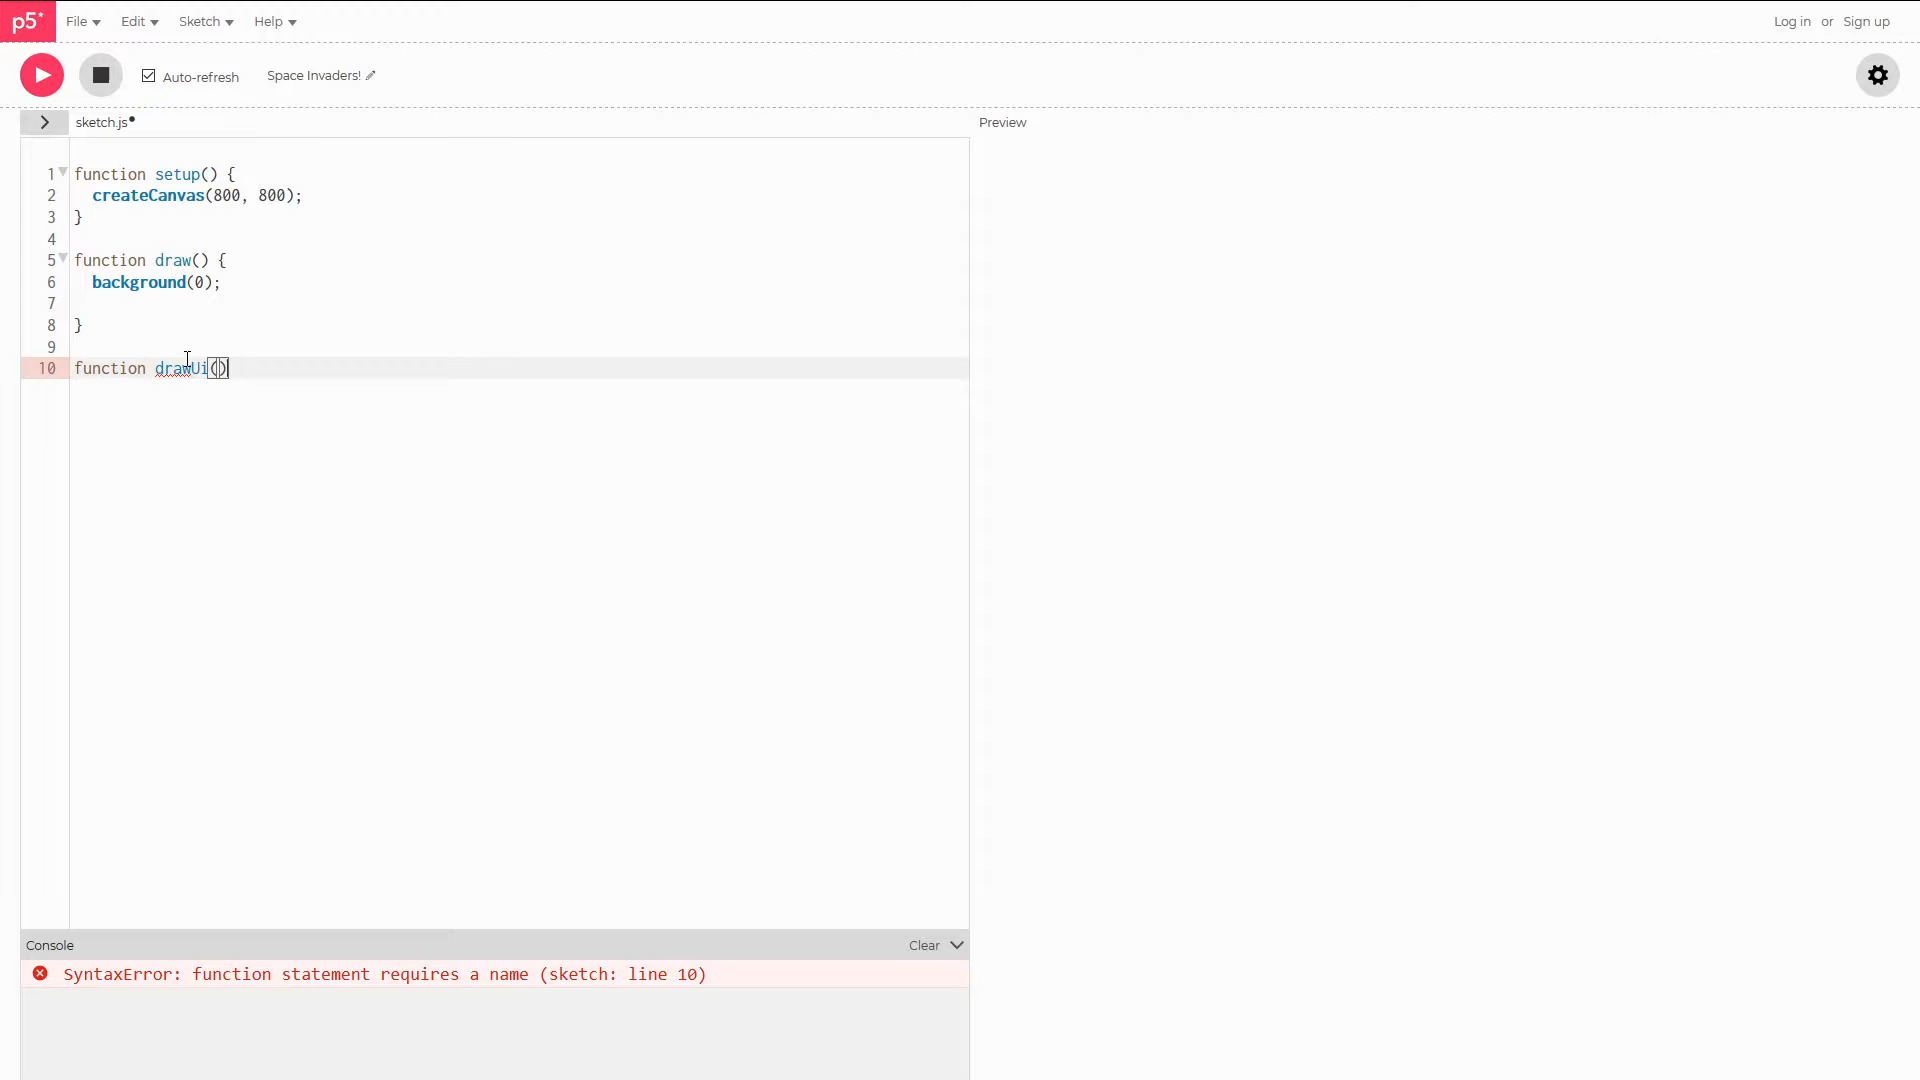 p5*
File Edit Sketch Help
Log in or Sign up
Auto-refresh Space Invaders!
sketch.js
Preview
1 function setup() {
2 createCanvas(800, 800);
3 }
4
5 function draw() {
6 background(0);
7
8 }
9
10 function drawUi()
Console
Clear
SyntaxError: function statement requires a name (sketch: line 10)